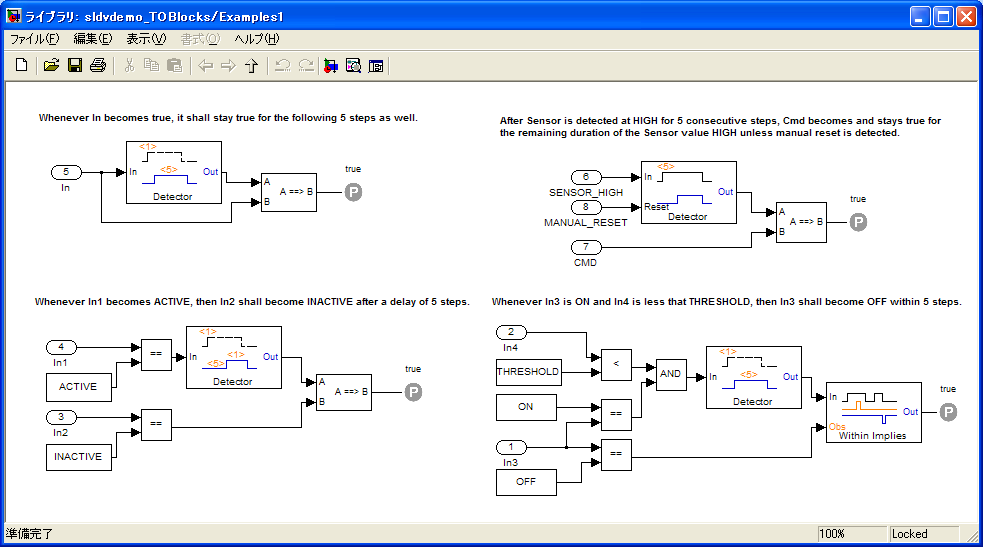 ライブラリ: sldvdemo_TOBlocks/Examples1
ファイル(F) 編集(E) 表示(V) 書式(O) ヘルプ(H)
Whenever In becomes true, it shall stay true for the following 5 steps as well.
<1>
5
In
In
<5>
Out
Detector
A
B
A ==> B
true
P
After Sensor is detected at HIGH for 5 consecutive steps, Cmd becomes and stays true for
the remaining duration of the Sensor value HIGH unless manual reset is detected.
<5>
6
SENSOR_HIGH
In
8
MANUAL_RESET
Reset
Out
Detector
7
CMD
A
B
A ==> B
true
P
Whenever In1 becomes ACTIVE, then In2 shall become INACTIVE after a delay of 5 steps.
4
In1
ACTIVE
==
<1>
In
<5>
<1>
Out
Detector
3
In2
INACTIVE
==
A
B
A ==> B
true
P
Whenever In3 is ON and In4 is less that THRESHOLD, then In3 shall become OFF within 5 steps.
2
In4
THRESHOLD
<
ON
==
AND
<1>
In
<5>
Out
Detector
1
In3
OFF
==
In
Obs
Out
Within Implies
true
P
準備完了
100%
Locked